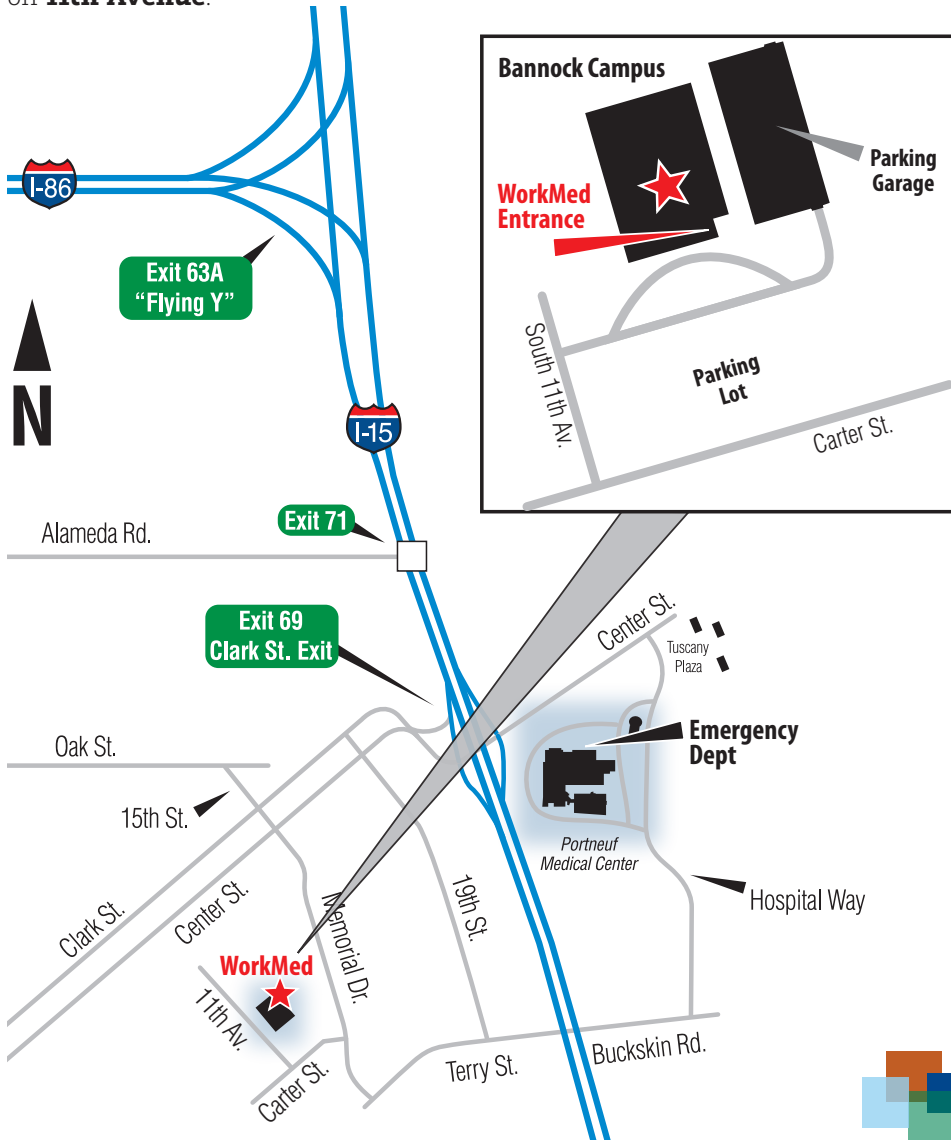 on 11th Avenue.
Bannock Campus
Parking
Garage
WorkMed
Entrance
I-86
Exit 63A
“Flying Y”
N
South 11th Av.
Parking
Lot
Carter St.
I-15
Exit 71
Alameda Rd.
Exit 69
Clark St. Exit
Center St.
Tuscany
Plaza
Oak St.
Emergency
Dept
15th St.
Portneuf
Medical Center
Hospital Way
Clark St.
Center St.
Memorial Dr.
19th St.
WorkMed
11th Av.
Carter St.
Terry St.
Buckskin Rd.